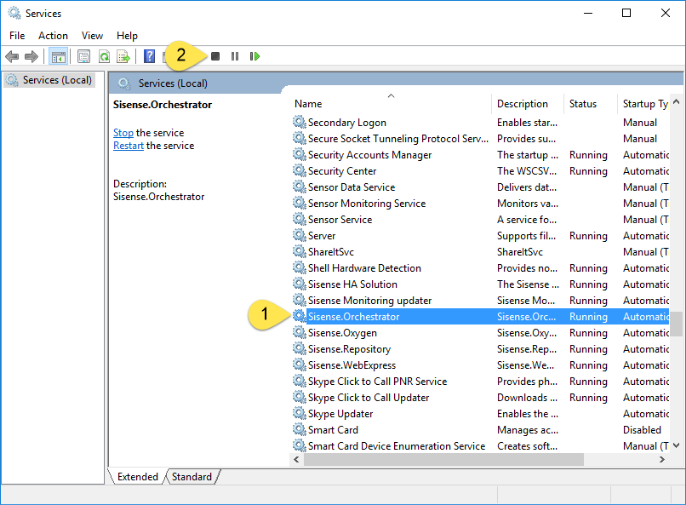 Services
File Action View Help
2
Services (Local)
Services (Local)
Sisense.Orchestrator
Stop the service
Restart the service
Description:
Sisense.Orchestrator
Name Description Status Startup Ty
Secondary Logon Enables star... Manual
Secure Socket Tunneling Protocol Serv... Provides su... Manual
Security Accounts Manager The startup ... Running Automatic
Security Center The WSCSV... Running Automatic
Sensor Data Service Delivers dat... Manual (T
Sensor Monitoring Service Monitors va... Manual (T
Sensor Service A service fo... Manual (T
Server Supports fil... Running Automatic
ShareItSvc ShareItSvc Manual (T
Shell Hardware Detection Provides no... Running Automatic
Sisense HA Solution The Sisense ... Running Automatic
Sisense Monitoring updater Sisense Mo... Running Automatic
1
Sisense.Orchestrator Sisense.Orc... Running Automatic
Sisense.Oxygen Sisense.Oxy... Running Automatic
Sisense.Repository Sisense.Rep... Running Automatic
Sisense.WebExpress Sisense.We... Running Automatic
Skype Click to Call PNR Service Provides ph... Running Automatic
Skype Click to Call Updater Downloads ... Running Automatic
Skype Updater Enables the ... Automatic
Smart Card Manages ac... Disabled
Smart Card Device Enumeration Service Creates soft... Manual (T
Extended Standard